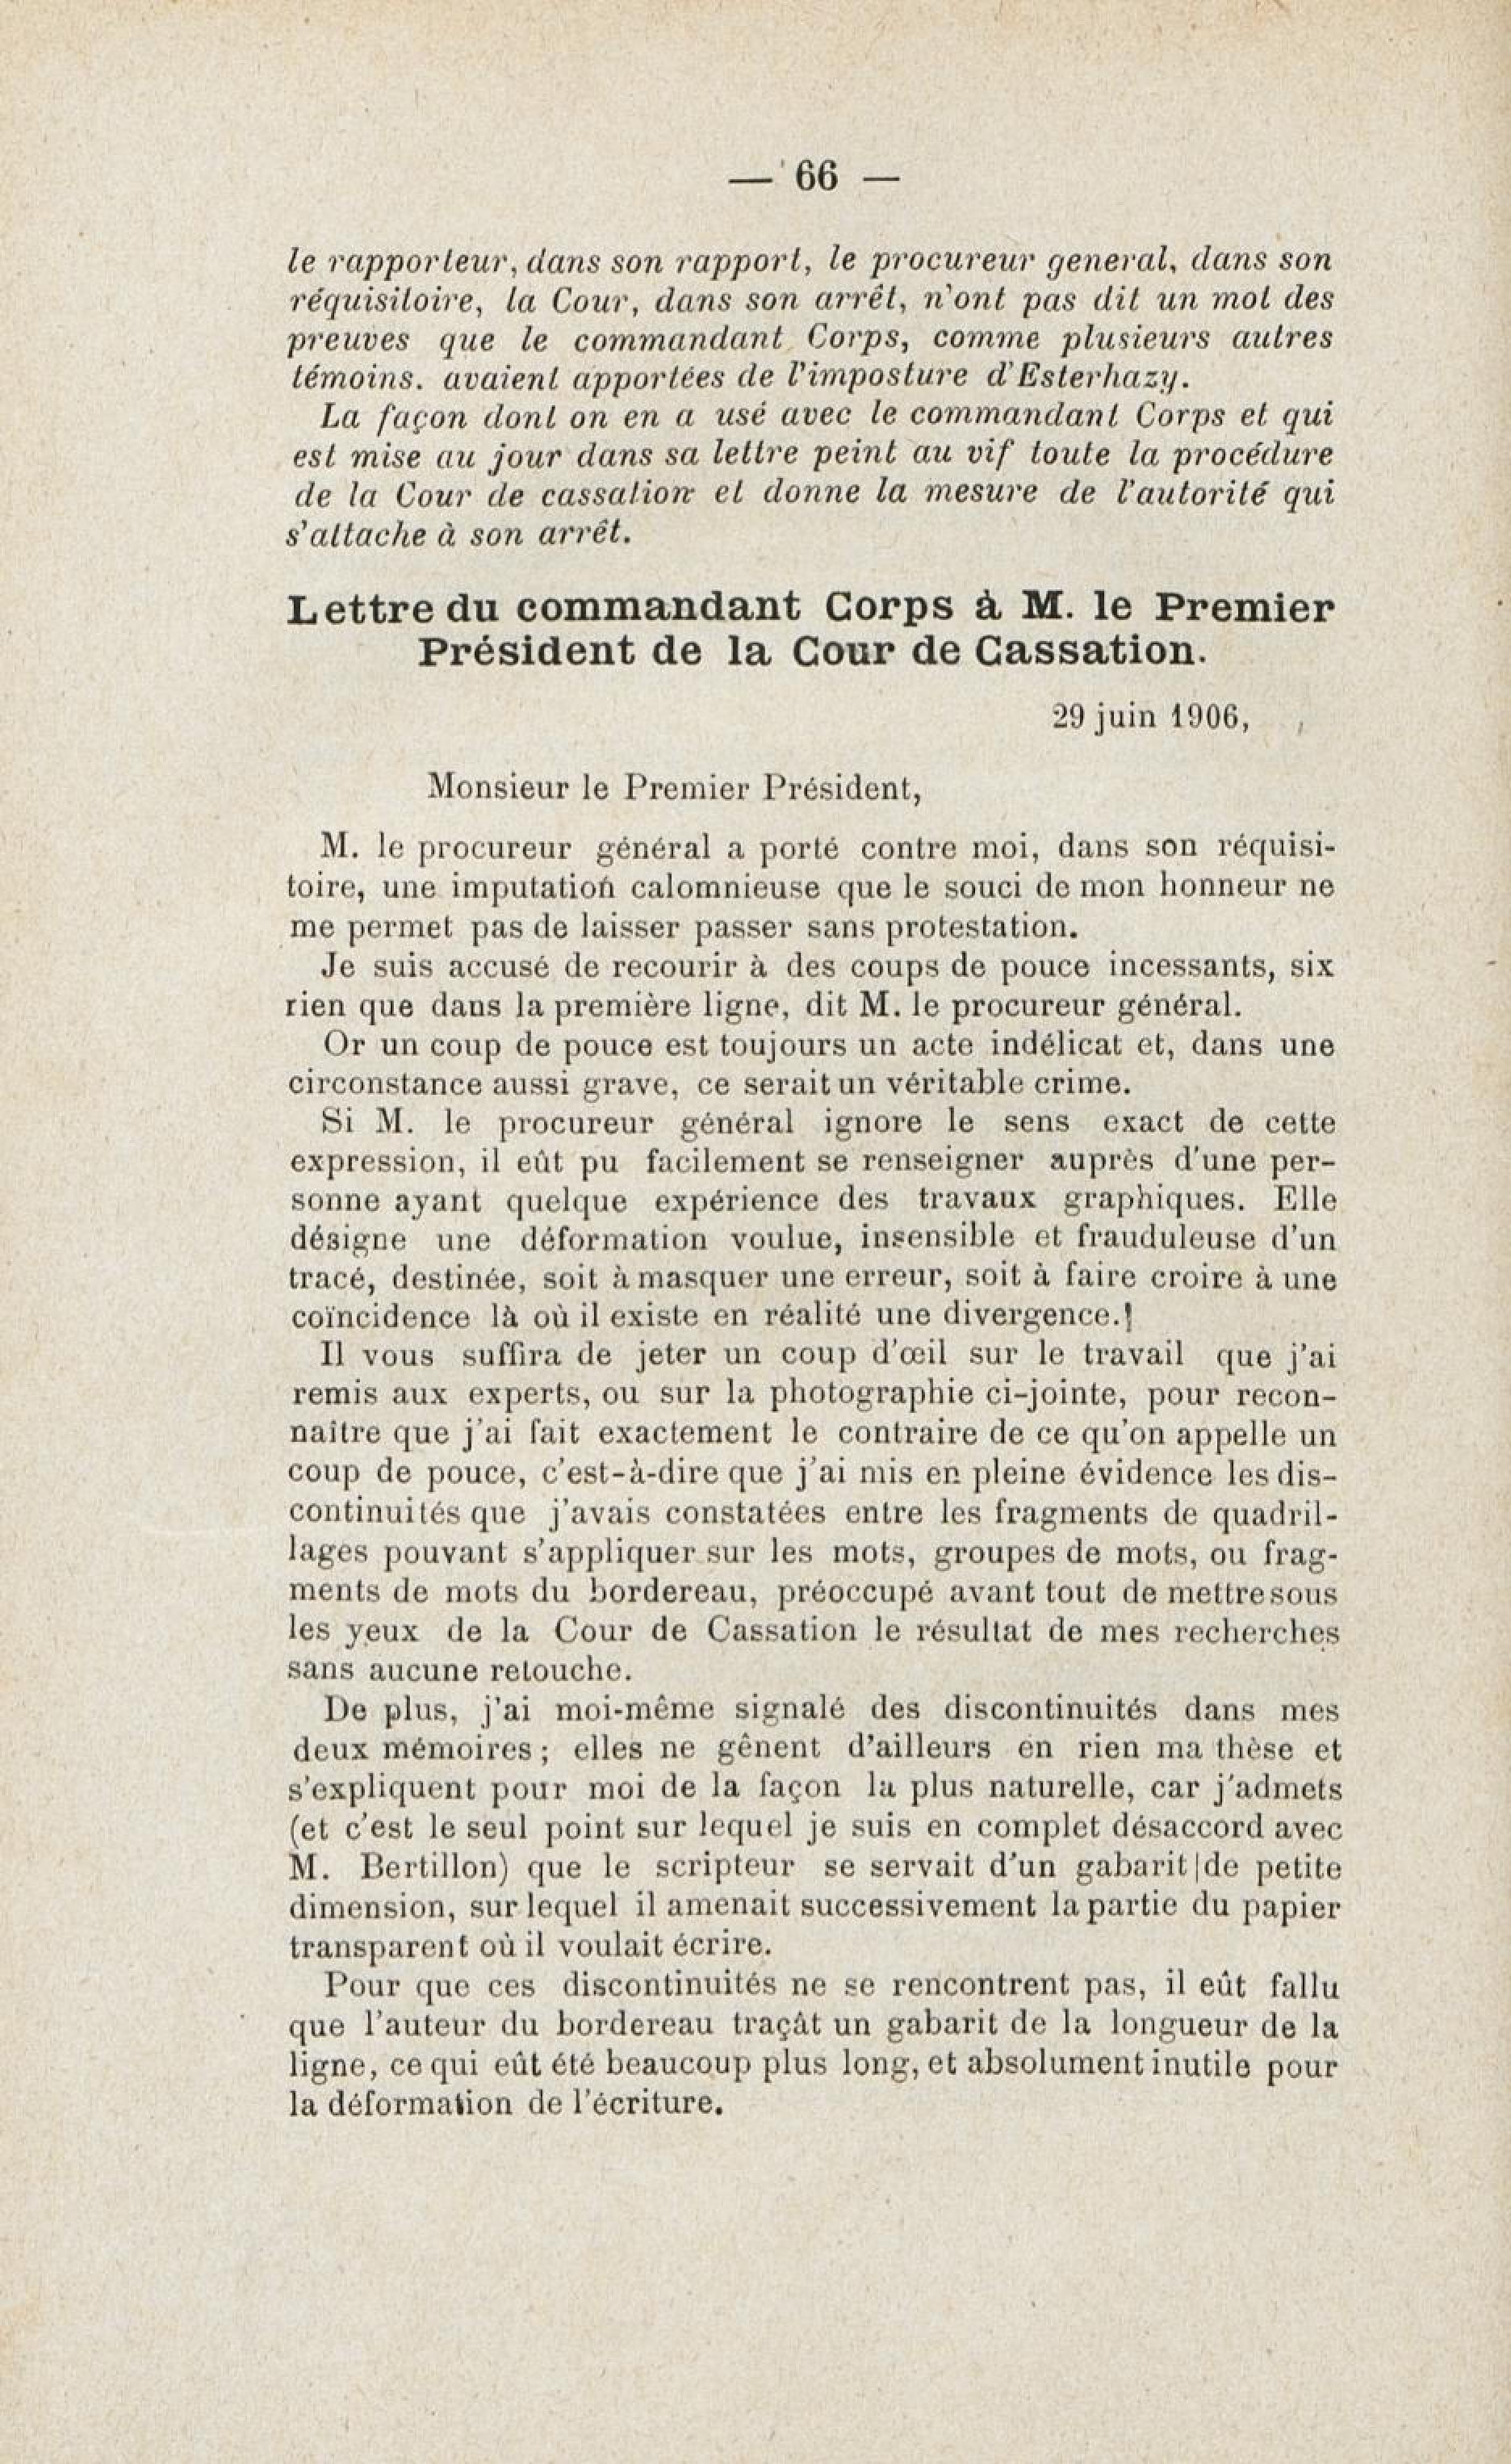 — 66 —
le rapporteur, dans son rapport, le procureur general, dans son
réquisitoire, la Cour, dans son arrêt, n'ont pas dit un mot des
preuves que le commandant Corps, comme plusieurs autres
témoins. avaient apportées de l'imposture d'Esterhazy.
La façon dont on en a usé avec le commandant Corps et qui
est mise au jour dans sa lettre peint au vif toute la procédure
de la Cour de cassation et donne la mesure de l'autorité qui
s'attache à son arrêt.
Lettre du commandant Corps à M. le Premier
Président de la Cour de Cassation.
29 juin 1906,
Monsieur le Premier Président,
M. le procureur général a porté contre moi, dans son réquisi-
toire, une imputation calomnieuse que le souci de mon honneur ne
me permet pas de laisser passer sans protestation.
Je suis accusé de recourir à des coups de pouce incessants, six
rien que dans la première ligne, dit M. le procureur général.
Or un coup de pouce est toujours un acte indélicat et, dans une
circonstance aussi grave, ce serait un véritable crime.
Si M. le procureur général ignore le sens exact de cette
expression, il eût pu facilement se renseigner auprès d'une per-
sonne ayant quelque expérience des travaux graphiques. Elle
désigne une déformation voulue, insensible et frauduleuse d'un
tracé, destinée, soit à masquer une erreur, soit à faire croire à une
coïncidence là où il existe en réalité une divergence.
Il vous suffira de jeter un coup d'œil sur le travail que j'ai
remis aux experts, ou sur la photographie ci-jointe, pour recon-
naître que j'ai fait exactement le contraire de ce qu'on appelle un
coup de pouce, c'est-à-dire que j'ai mis en pleine évidence les dis-
continuités que j'avais constatées entre les fragments de quadril-
lages pouvant s'appliquer sur les mots, groupes de mots, ou frag-
ments de mots du bordereau, préoccupé avant tout de mettre sous
les yeux de la Cour de Cassation le résultat de mes recherches
sans aucune retouche.
De plus, j'ai moi-même signalé des discontinuités dans mes
deux mémoires ; elles ne gênent d'ailleurs en rien ma thèse et
s'expliquent pour moi de la façon la plus naturelle, car j'admets
(et c'est le seul point sur lequel je suis en complet désaccord avec
M. Bertillon) que le scripteur se servait d'un gabarit de petite
dimension, sur lequel il amenait successivement la partie du papier
transparent où il voulait écrire.
Pour que ces discontinuités ne se rencontrent pas, il eût fallu
que l'auteur du bordereau traçât un gabarit de la longueur de la
ligne, ce qui eût été beaucoup plus long, et absolument inutile pour
la déformation de l'écriture.